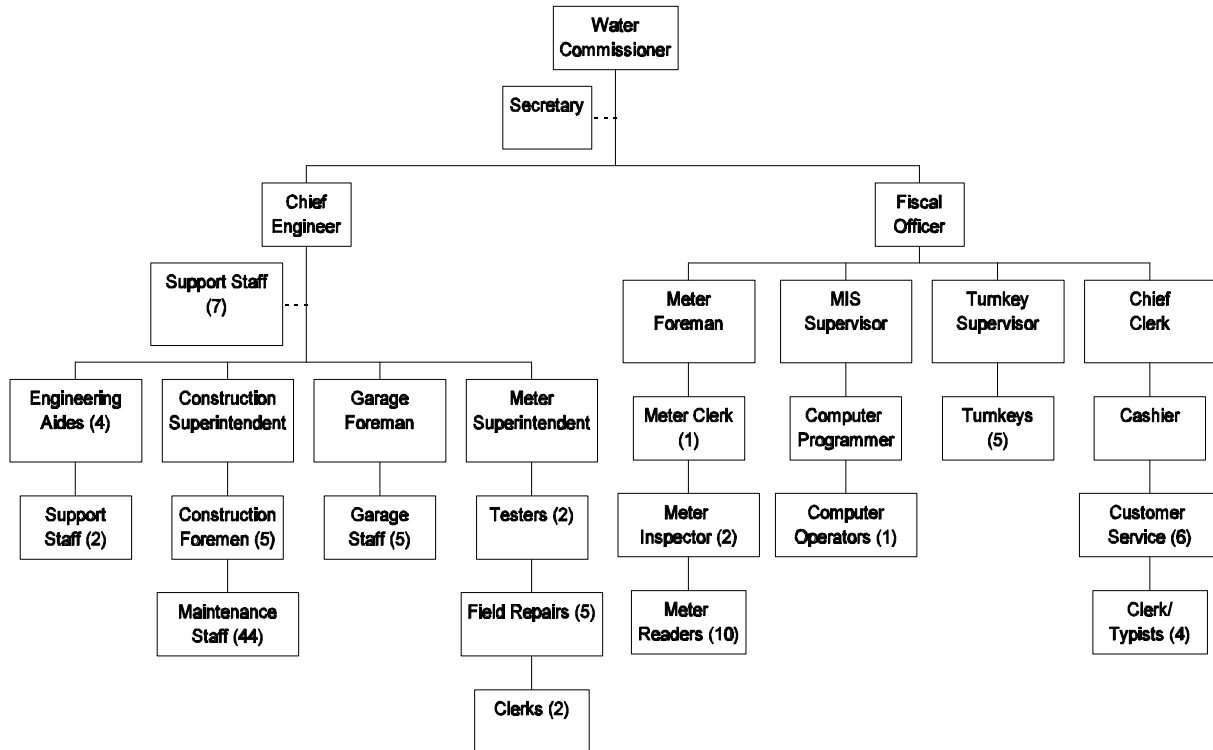 Water
Commissioner
Secretary
Chief
Engineer
Fiscal
Officer
Support Staff
(7)
Meter
Foreman
MIS
Supervisor
Turnkey
Supervisor
Chief
Clerk
Engineering
Aides (4)
Construction
Superintendent
Garage
Foreman
Meter
Superintendent
Meter Clerk
(1)
Computer
Programmer
Turnkeys
(5)
Cashier
Support
Staff (2)
Construction
Foremen (5)
Garage
Staff (5)
Testers (2)
Meter
Inspector (2)
Computer
Operators (1)
Customer
Service (6)
Maintenance
Staff (44)
Field Repairs (5)
Meter
Readers (10)
Clerk/
Typists (4)
Clerks (2)